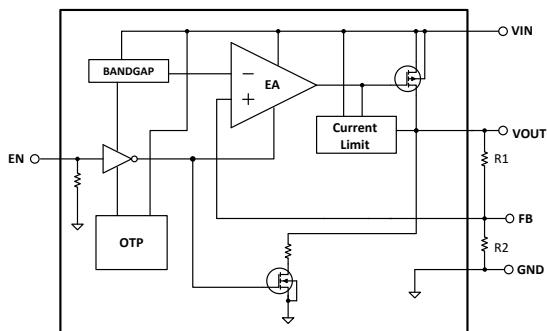 VIN
BANDGAP
−
EA
+
Current
Limit
VOUT
EN
R1
OTP
FB
R2
GND